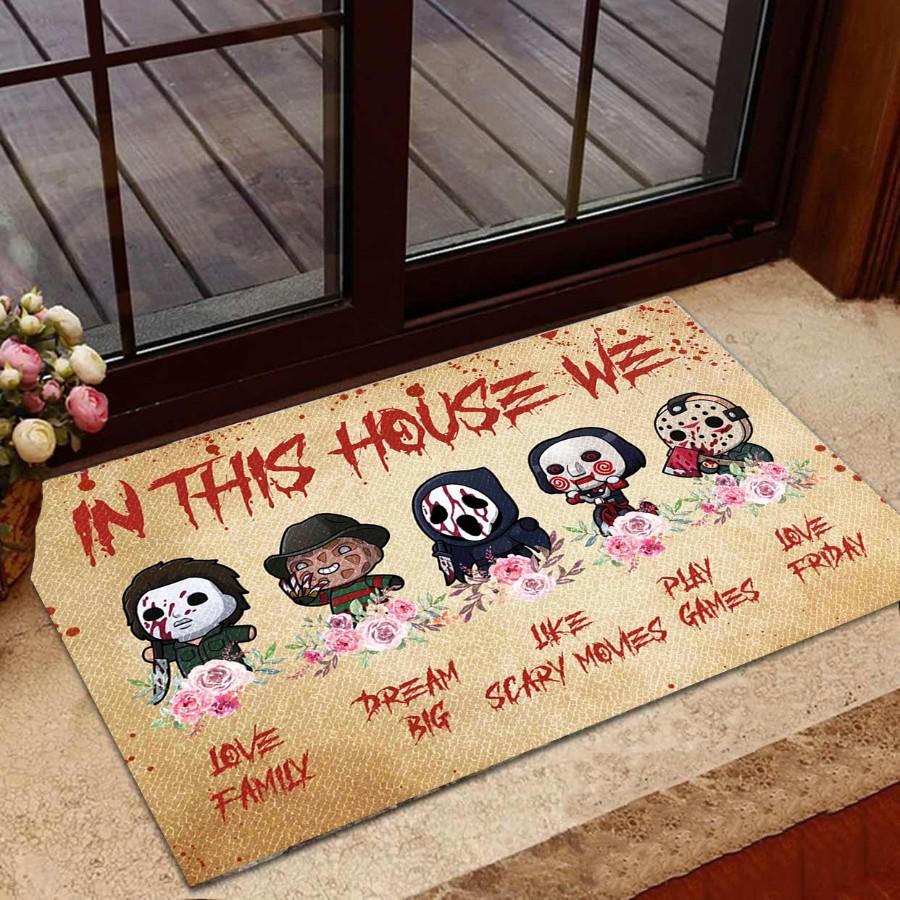 IN THIS HOUSE WE
LOVE
FAMILY
DREAM
BIG
LIKE
SCARY MOVIES
PLAY
GAMES
LOVE
FRIDAY